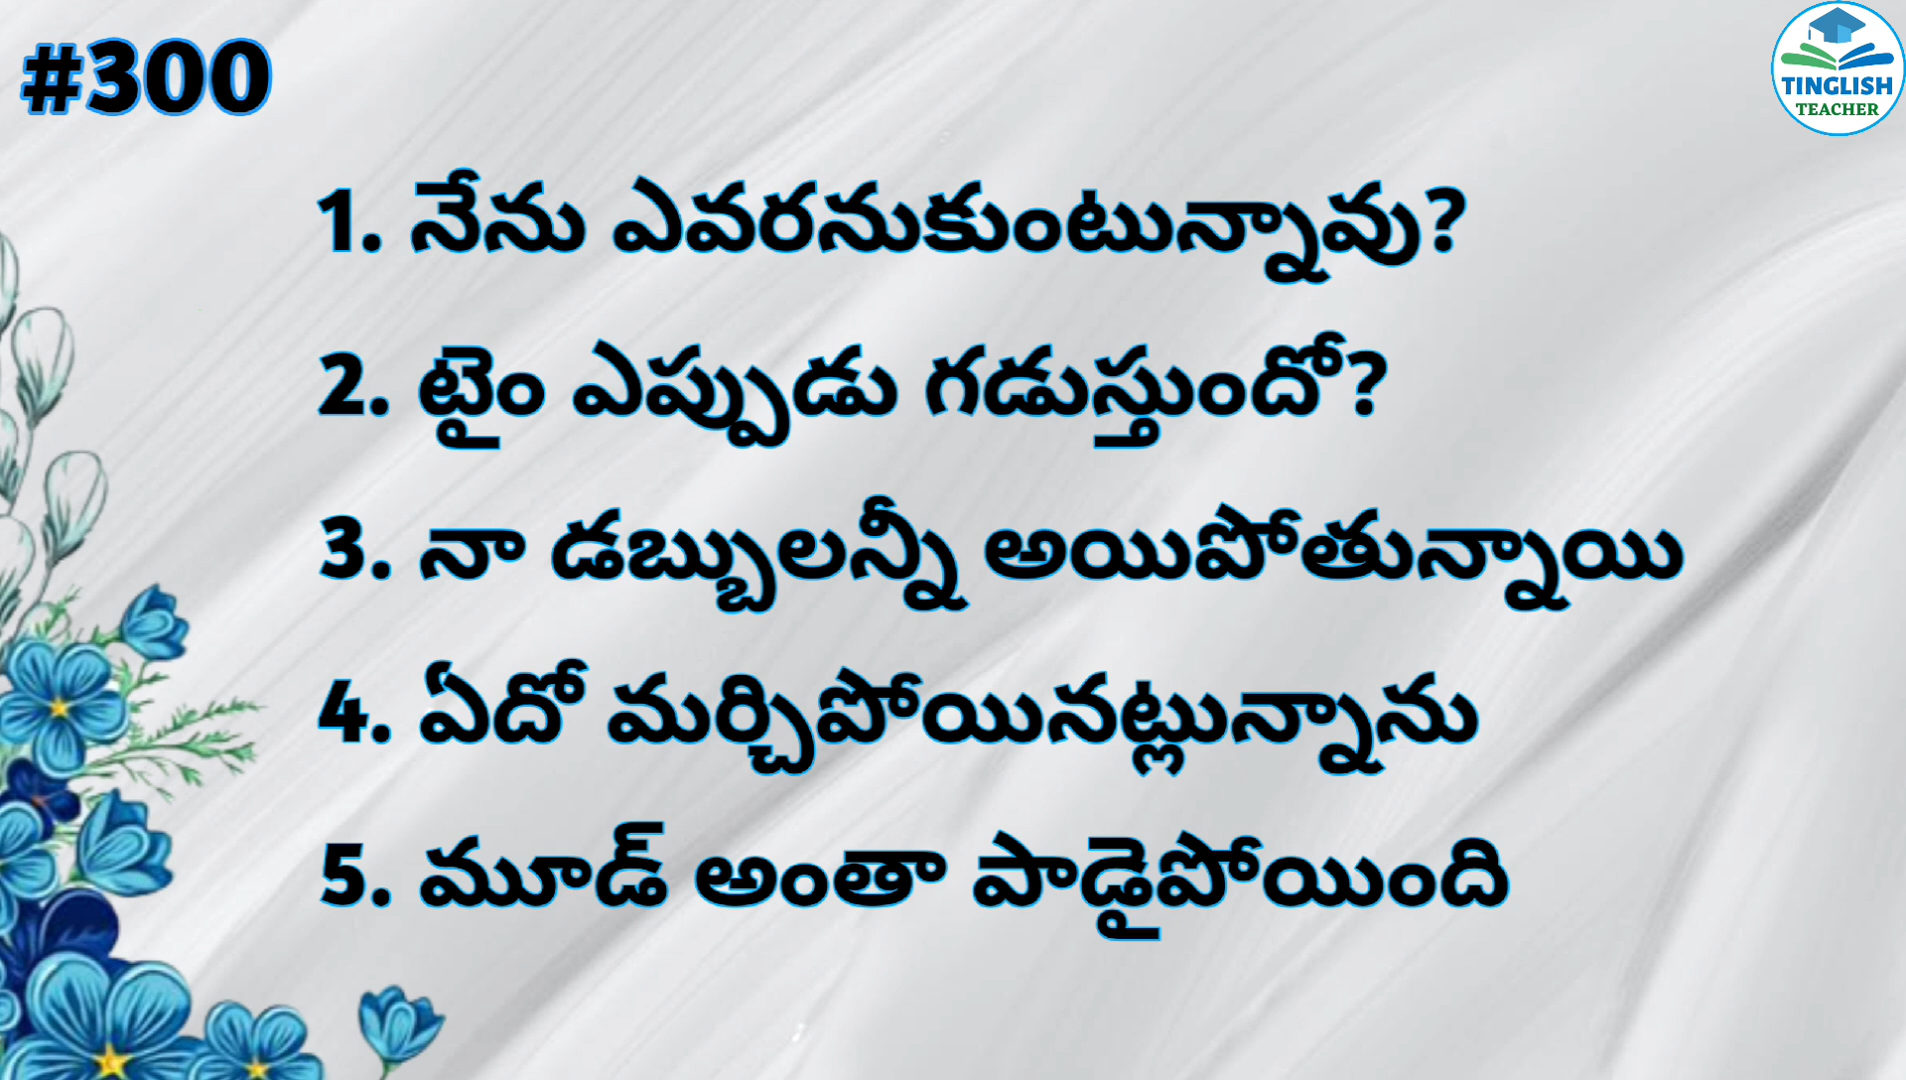 #300
TINGLISH
TEACHER
1. నేను ఎవరనుకుంటున్నావు?
2. టైం ఎప్పుడు గడుస్తుందో?
3. నా డబ్బులన్నీ అయిపోతున్నాయి
4. ఏదో మర్చిపోయినట్లున్నాను
5. మూడ్ అంతా పాడైపోయింది